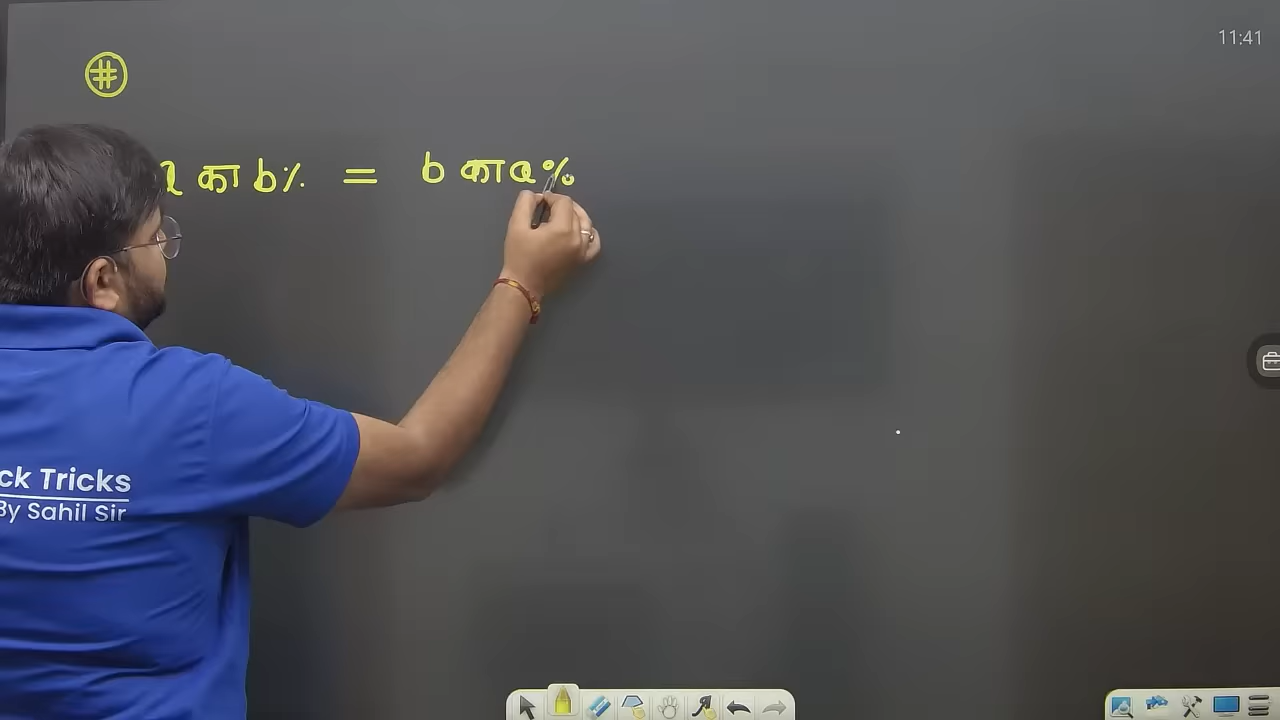 11:41
#
a का b% = b का a%
ck Tricks
By Sahil Sir